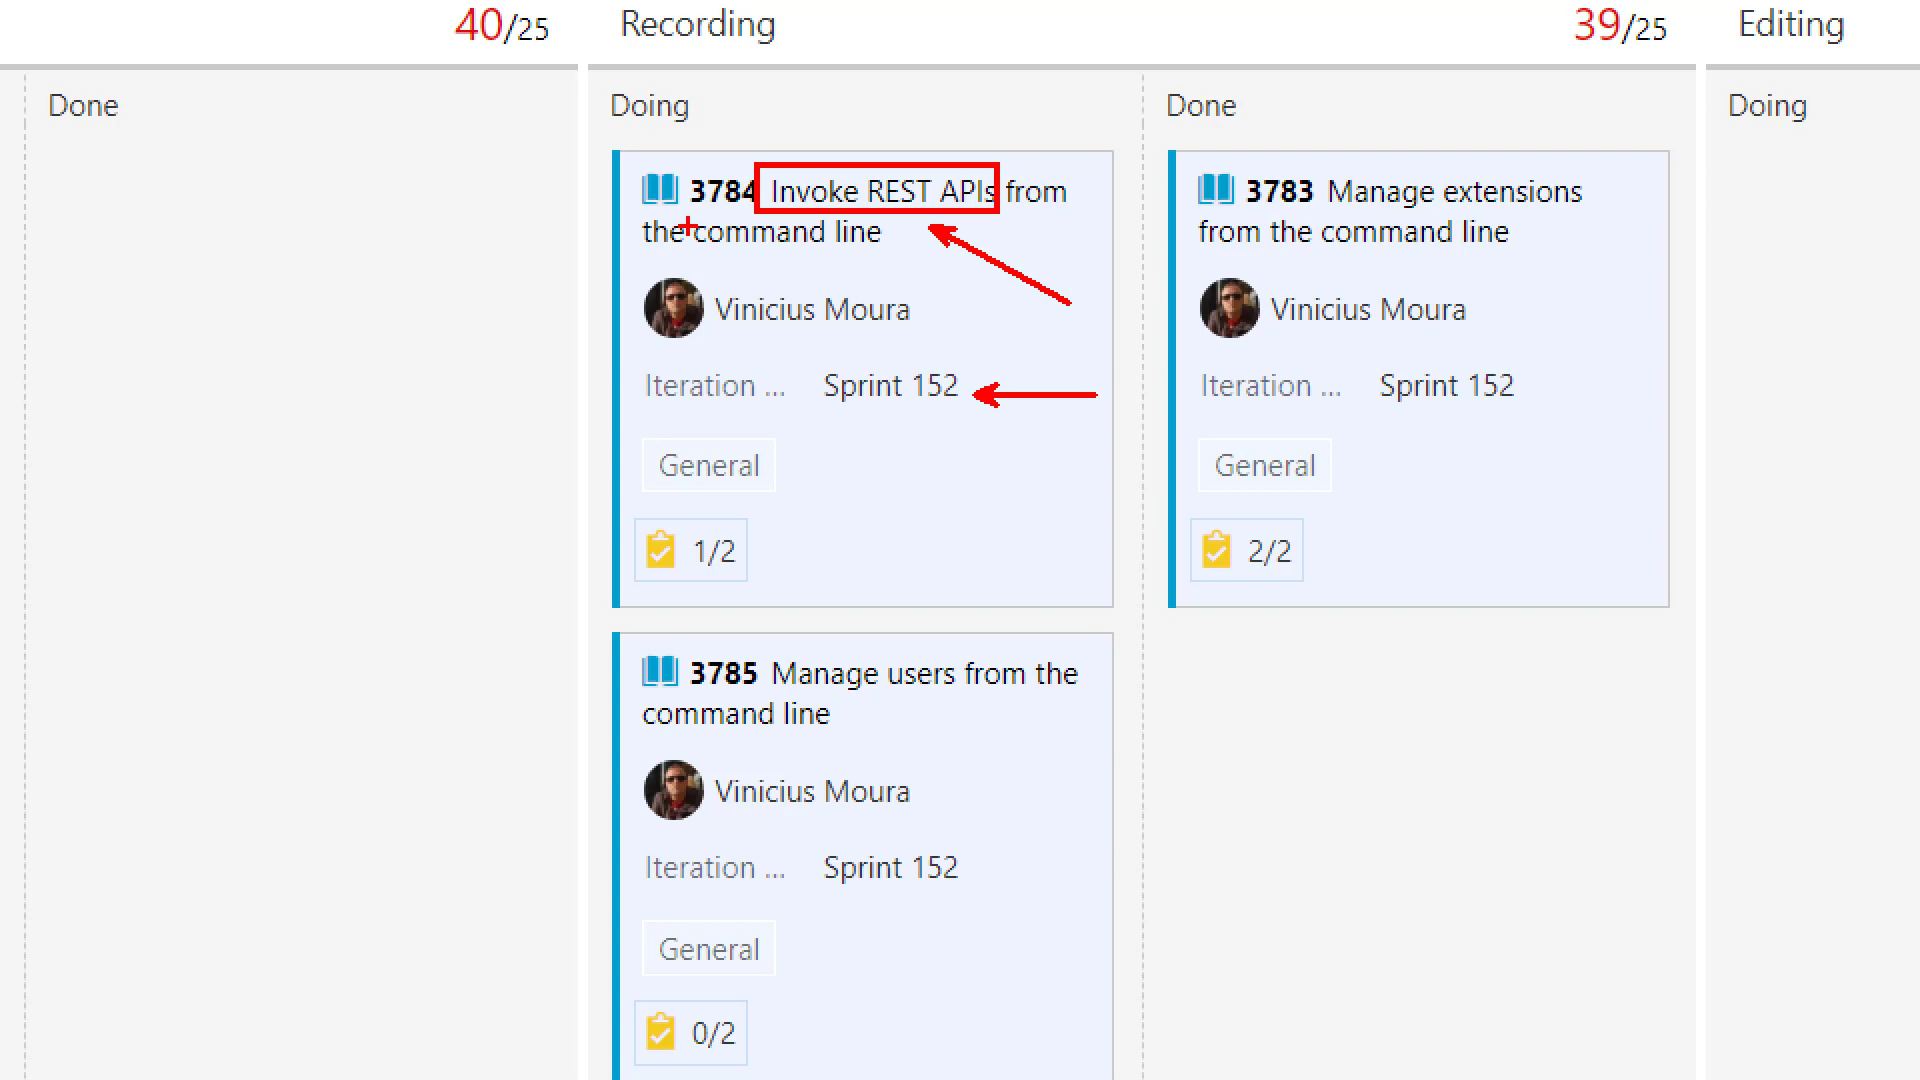 40/25
Recording
39/25
Editing
Done
Doing
Done
Doing
3784 Invoke REST APIs from
the command line
Vinicius Moura
Iteration ...
Sprint 152
General
1/2
3783 Manage extensions
from the command line
Vinicius Moura
Iteration ...
Sprint 152
General
2/2
3785 Manage users from the
command line
Vinicius Moura
Iteration ...
Sprint 152
General
0/2